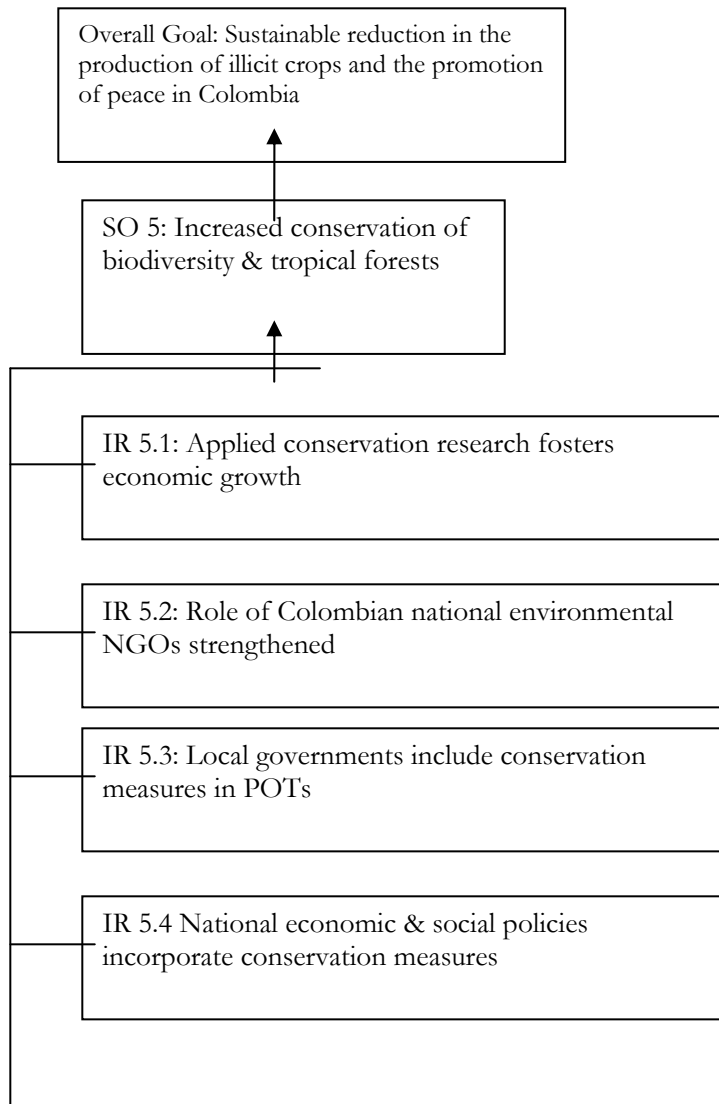 Overall Goal: Sustainable reduction in the
production of illicit crops and the promotion
of peace in Colombia
SO 5: Increased conservation of
biodiversity & tropical forests
IR 5.1: Applied conservation research fosters
economic growth
IR 5.2: Role of Colombian national environmental
NGOs strengthened
IR 5.3: Local governments include conservation
measures in POTs
IR 5.4 National economic & social policies
incorporate conservation measures